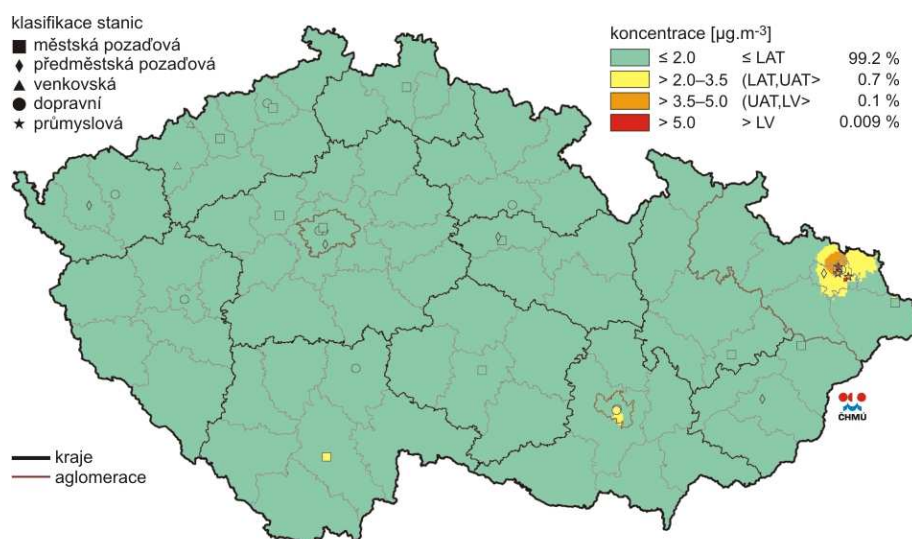 klasifikace stanic
městská pozaďová
předměstská pozaďová
venkovská
dopravní
průmyslová
koncentrace [µg.m-3]
≤ 2.0 ≤ LAT 99.2 %
> 2.0–3.5 (LAT,UAT> 0.7 %
> 3.5–5.0 (UAT,LV> 0.1 %
> 5.0 > LV 0.009 %
ČHMÚ
kraje
aglomerace